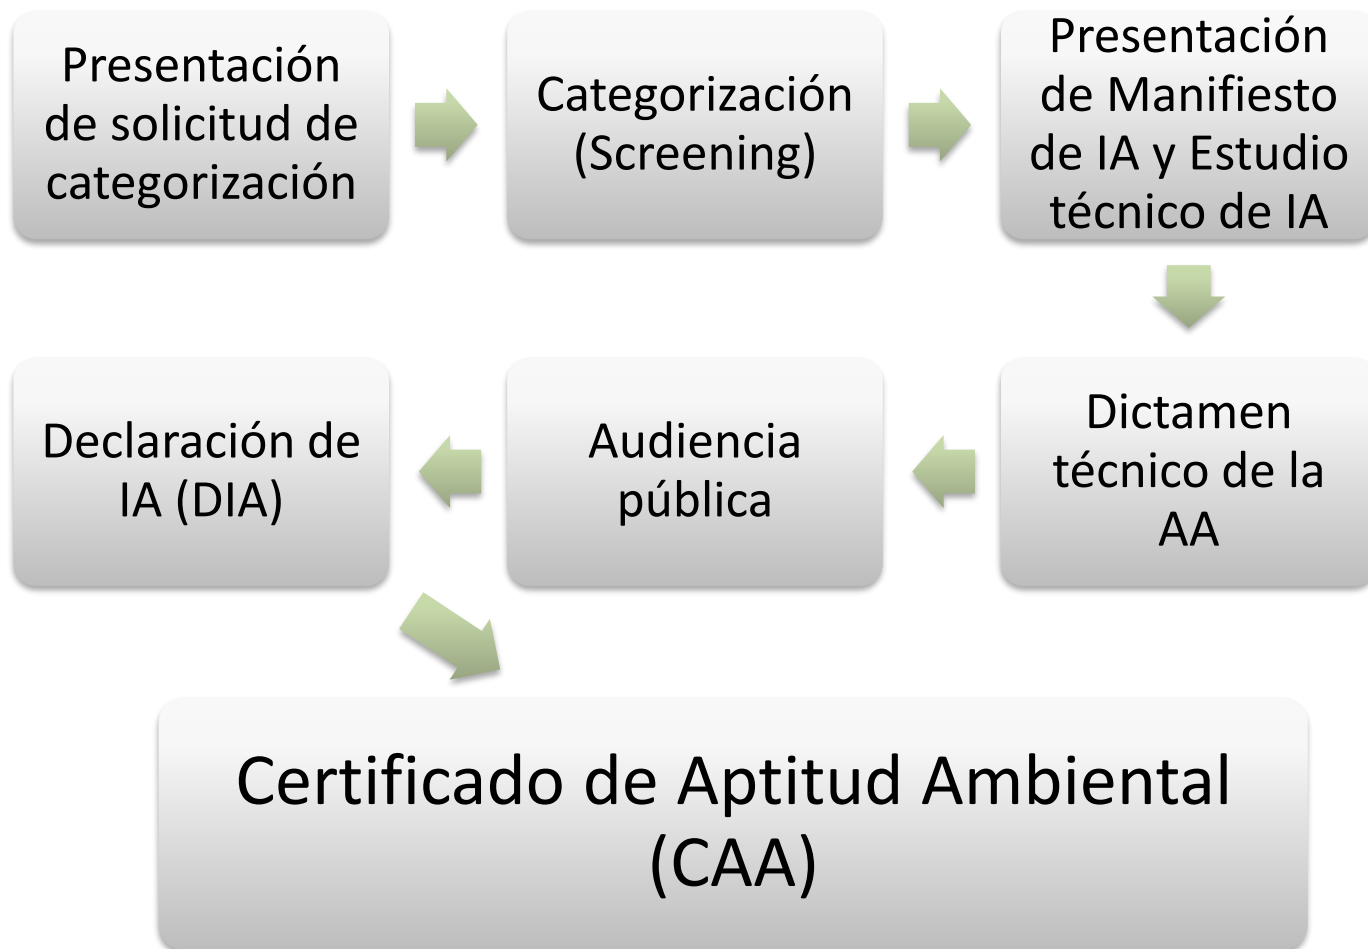 Presentación
de solicitud de
categorización
Categorización
(Screening)
Presentación
de Manifiesto
de IA y Estudio
técnico de IA
Dictamen
técnico de la
AA
Audiencia
pública
Declaración de
IA (DIA)
Certificado de Aptitud Ambiental
(CAA)